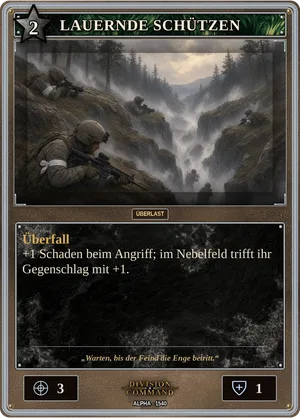 2
LAUERNDE SCHÜTZEN
ÜBERLAST
Überfall
+1 Schaden beim Angriff; im Nebelfeld trifft ihr
Gegenschlag mit +1.
„Warten, bis der Feind die Enge betritt.“
3
DIVISION
COMMAND
ALPHA · 1540
1